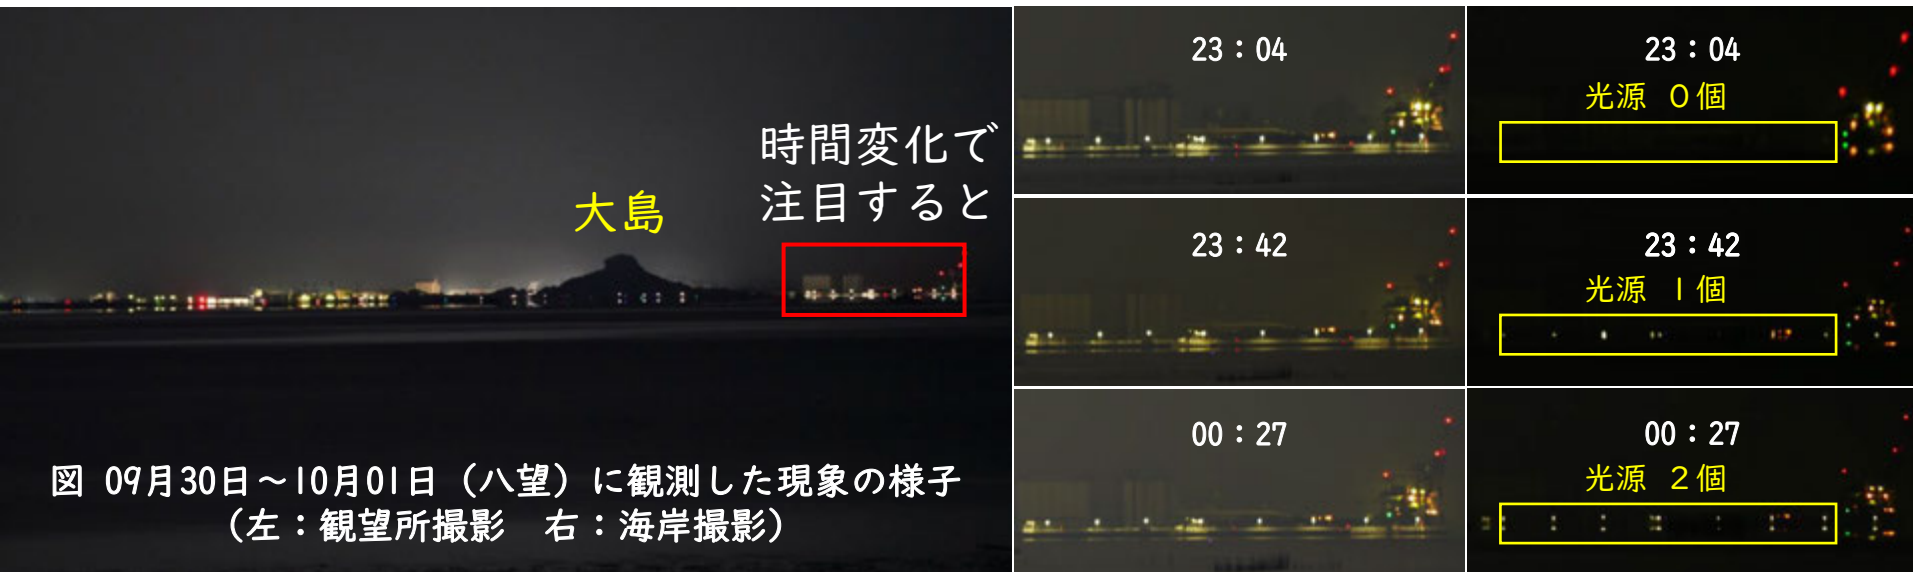 大島
時間変化で
注目すると
図 09月30日～10月01日（八望）に観測した現象の様子
（左：観望所撮影　右：海岸撮影）
23：04
23：42
00：27
23：04
光源 0個
23：42
光源 1個
00：27
光源 2個